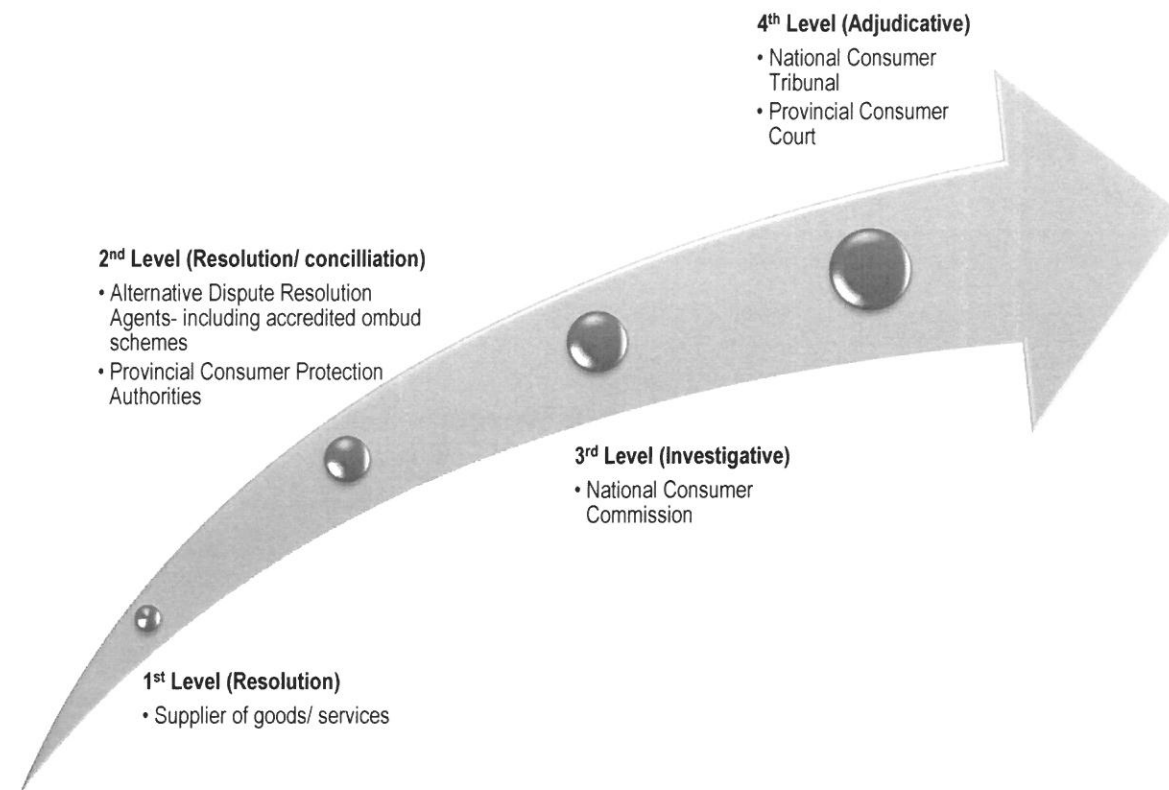 4th Level (Adjudicative)
• National Consumer
Tribunal
• Provincial Consumer
Court
2nd Level (Resolution/ concilliation)
• Alternative Dispute Resolution
Agents- including accredited ombud
schemes
• Provincial Consumer Protection
Authorities
3rd Level (Investigative)
• National Consumer
Commission
1st Level (Resolution)
• Supplier of goods/ services